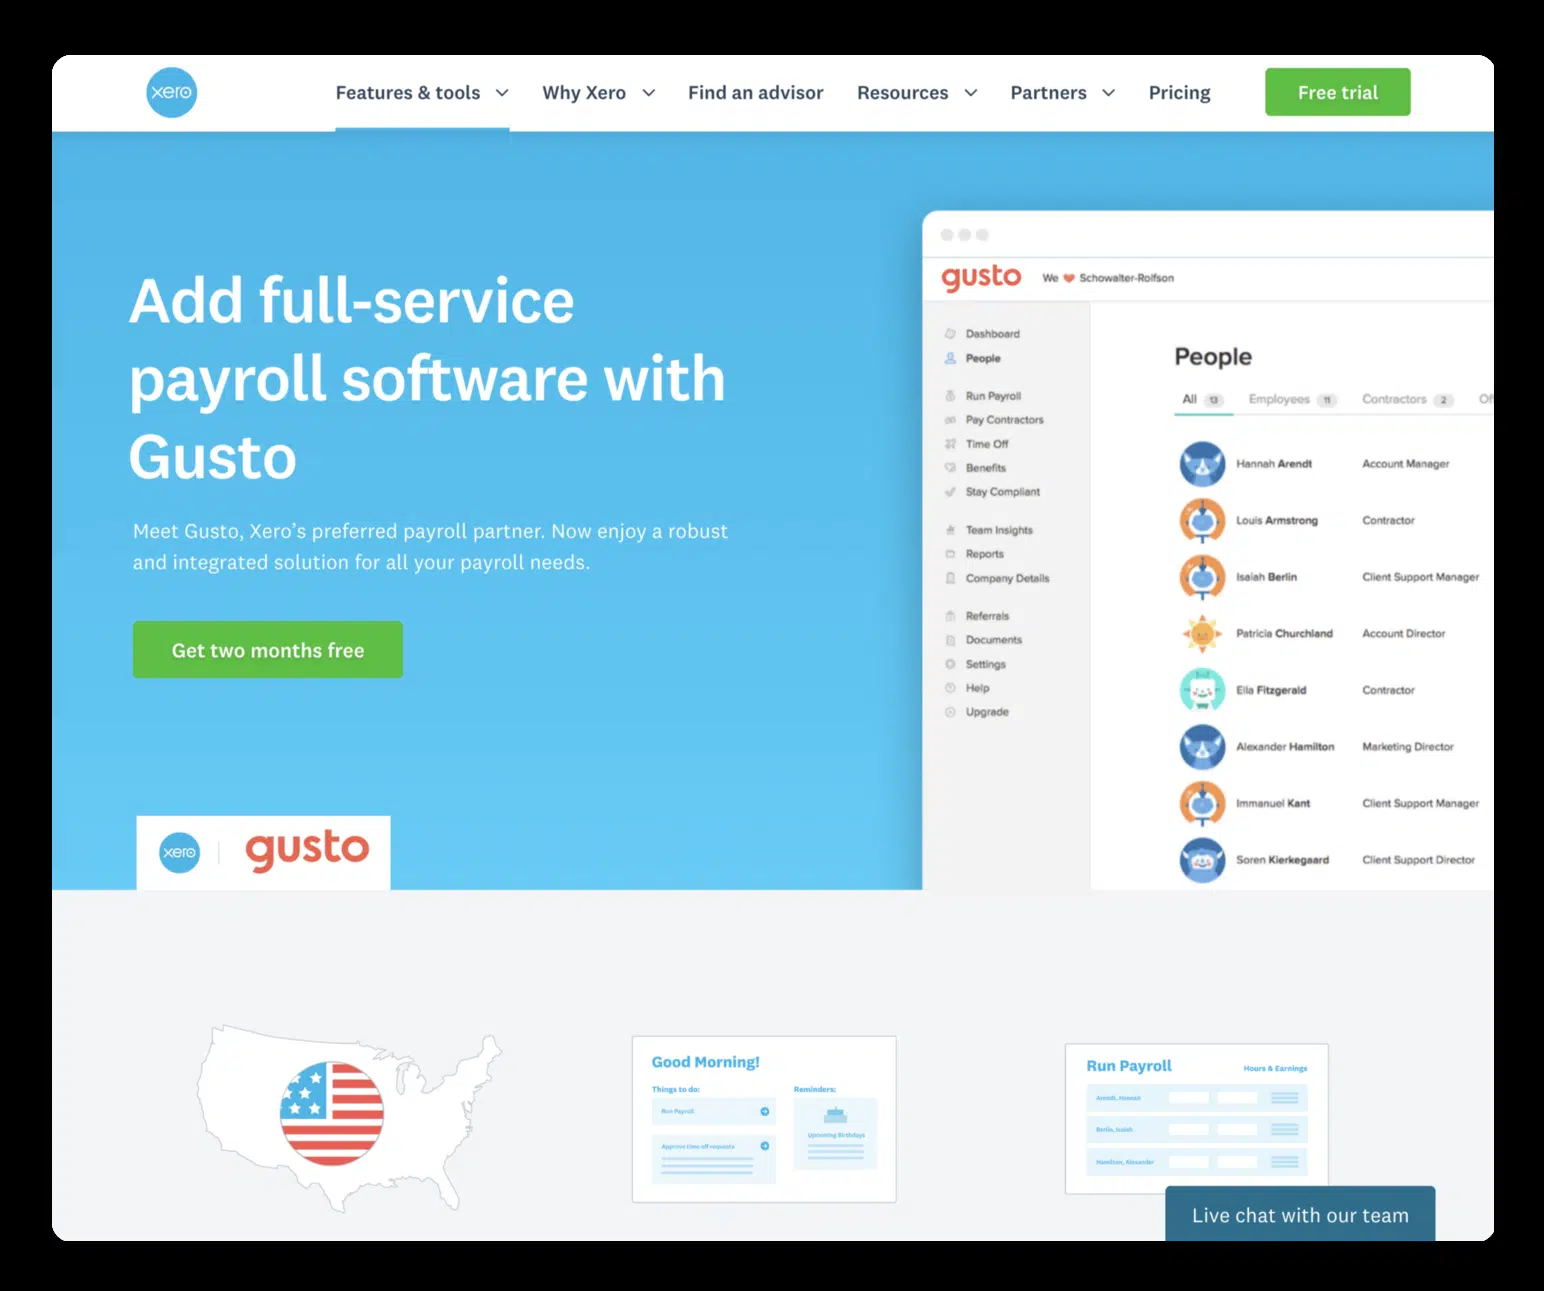 xero
Features & tools
Why Xero
Find an advisor
Resources
Partners
Pricing
Free trial
Add full-service
payroll software with
Gusto
Meet Gusto, Xero’s preferred payroll partner. Now enjoy a robust
and integrated solution for all your payroll needs.
Get two months free
xero
gusto
gusto
We ❤ Schowalter-Rolfson
Dashboard
People
Run Payroll
Pay Contractors
Time Off
Benefits
Stay Compliant
Team Insights
Reports
Company Details
Referrals
Documents
Settings
Help
Upgrade
People
All 13
Employees 11
Contractors 2
Of
Hannah Arendt Account Manager
Louis Armstrong Contractor
Isaiah Berlin Client Support Manager
Patricia Churchland Account Director
Ella Fitzgerald Contractor
Alexander Hamilton Marketing Director
Immanuel Kant Client Support Manager
Soren Kierkegaard Client Support Director
Good Morning!
Things to do:
Run Payroll
Approve time off requests
Reminders:
Upcoming Birthdays
Run Payroll
Hours & Earnings
Arendt, Hannah
Berlin, Isaiah
Hamilton, Alexander
Live chat with our team